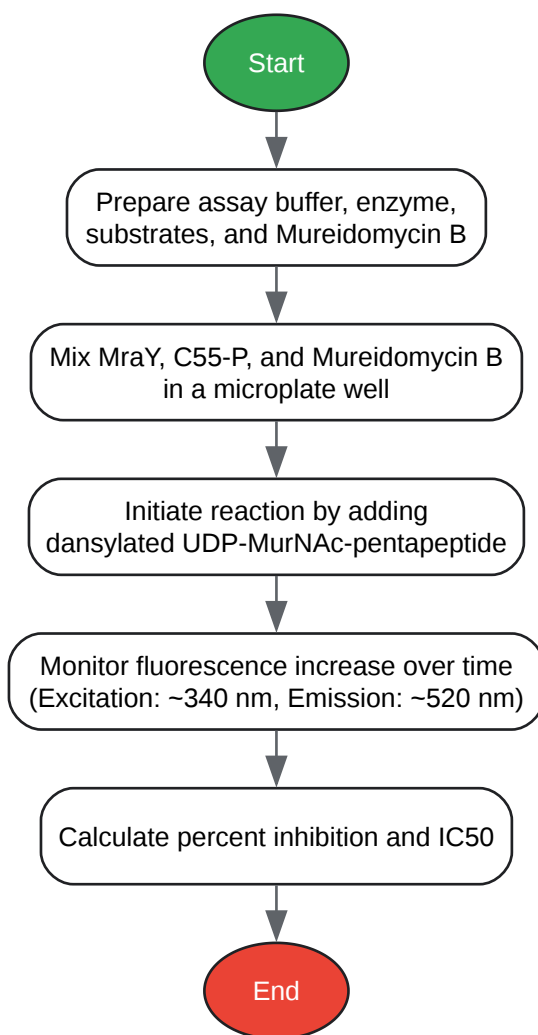 Start
Prepare assay buffer, enzyme,
substrates, and Mureidomycin B
Mix MraY, C55-P, and Mureidomycin B
in a microplate well
Initiate reaction by adding
dansylated UDP-MurNAc-pentapeptide
Monitor fluorescence increase over time
(Excitation: ~340 nm, Emission: ~520 nm)
Calculate percent inhibition and IC50
End